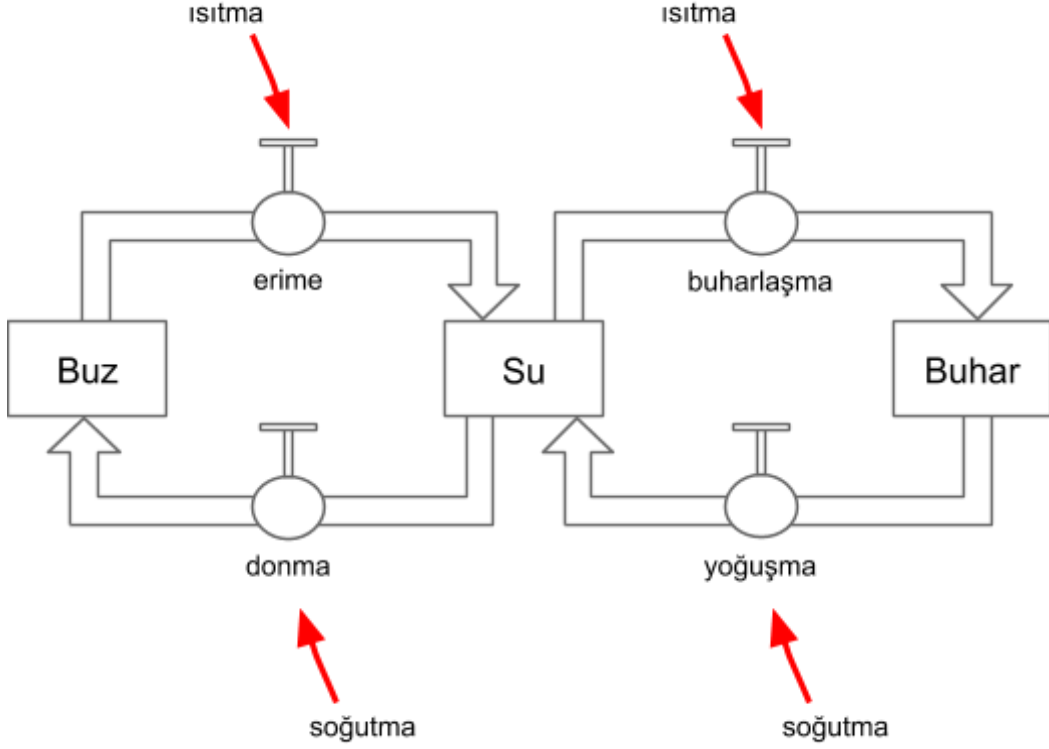 ısıtma
ısıtma
erime
buharlaşma
Buz
Su
Buhar
donma
yoğuşma
soğutma
soğutma